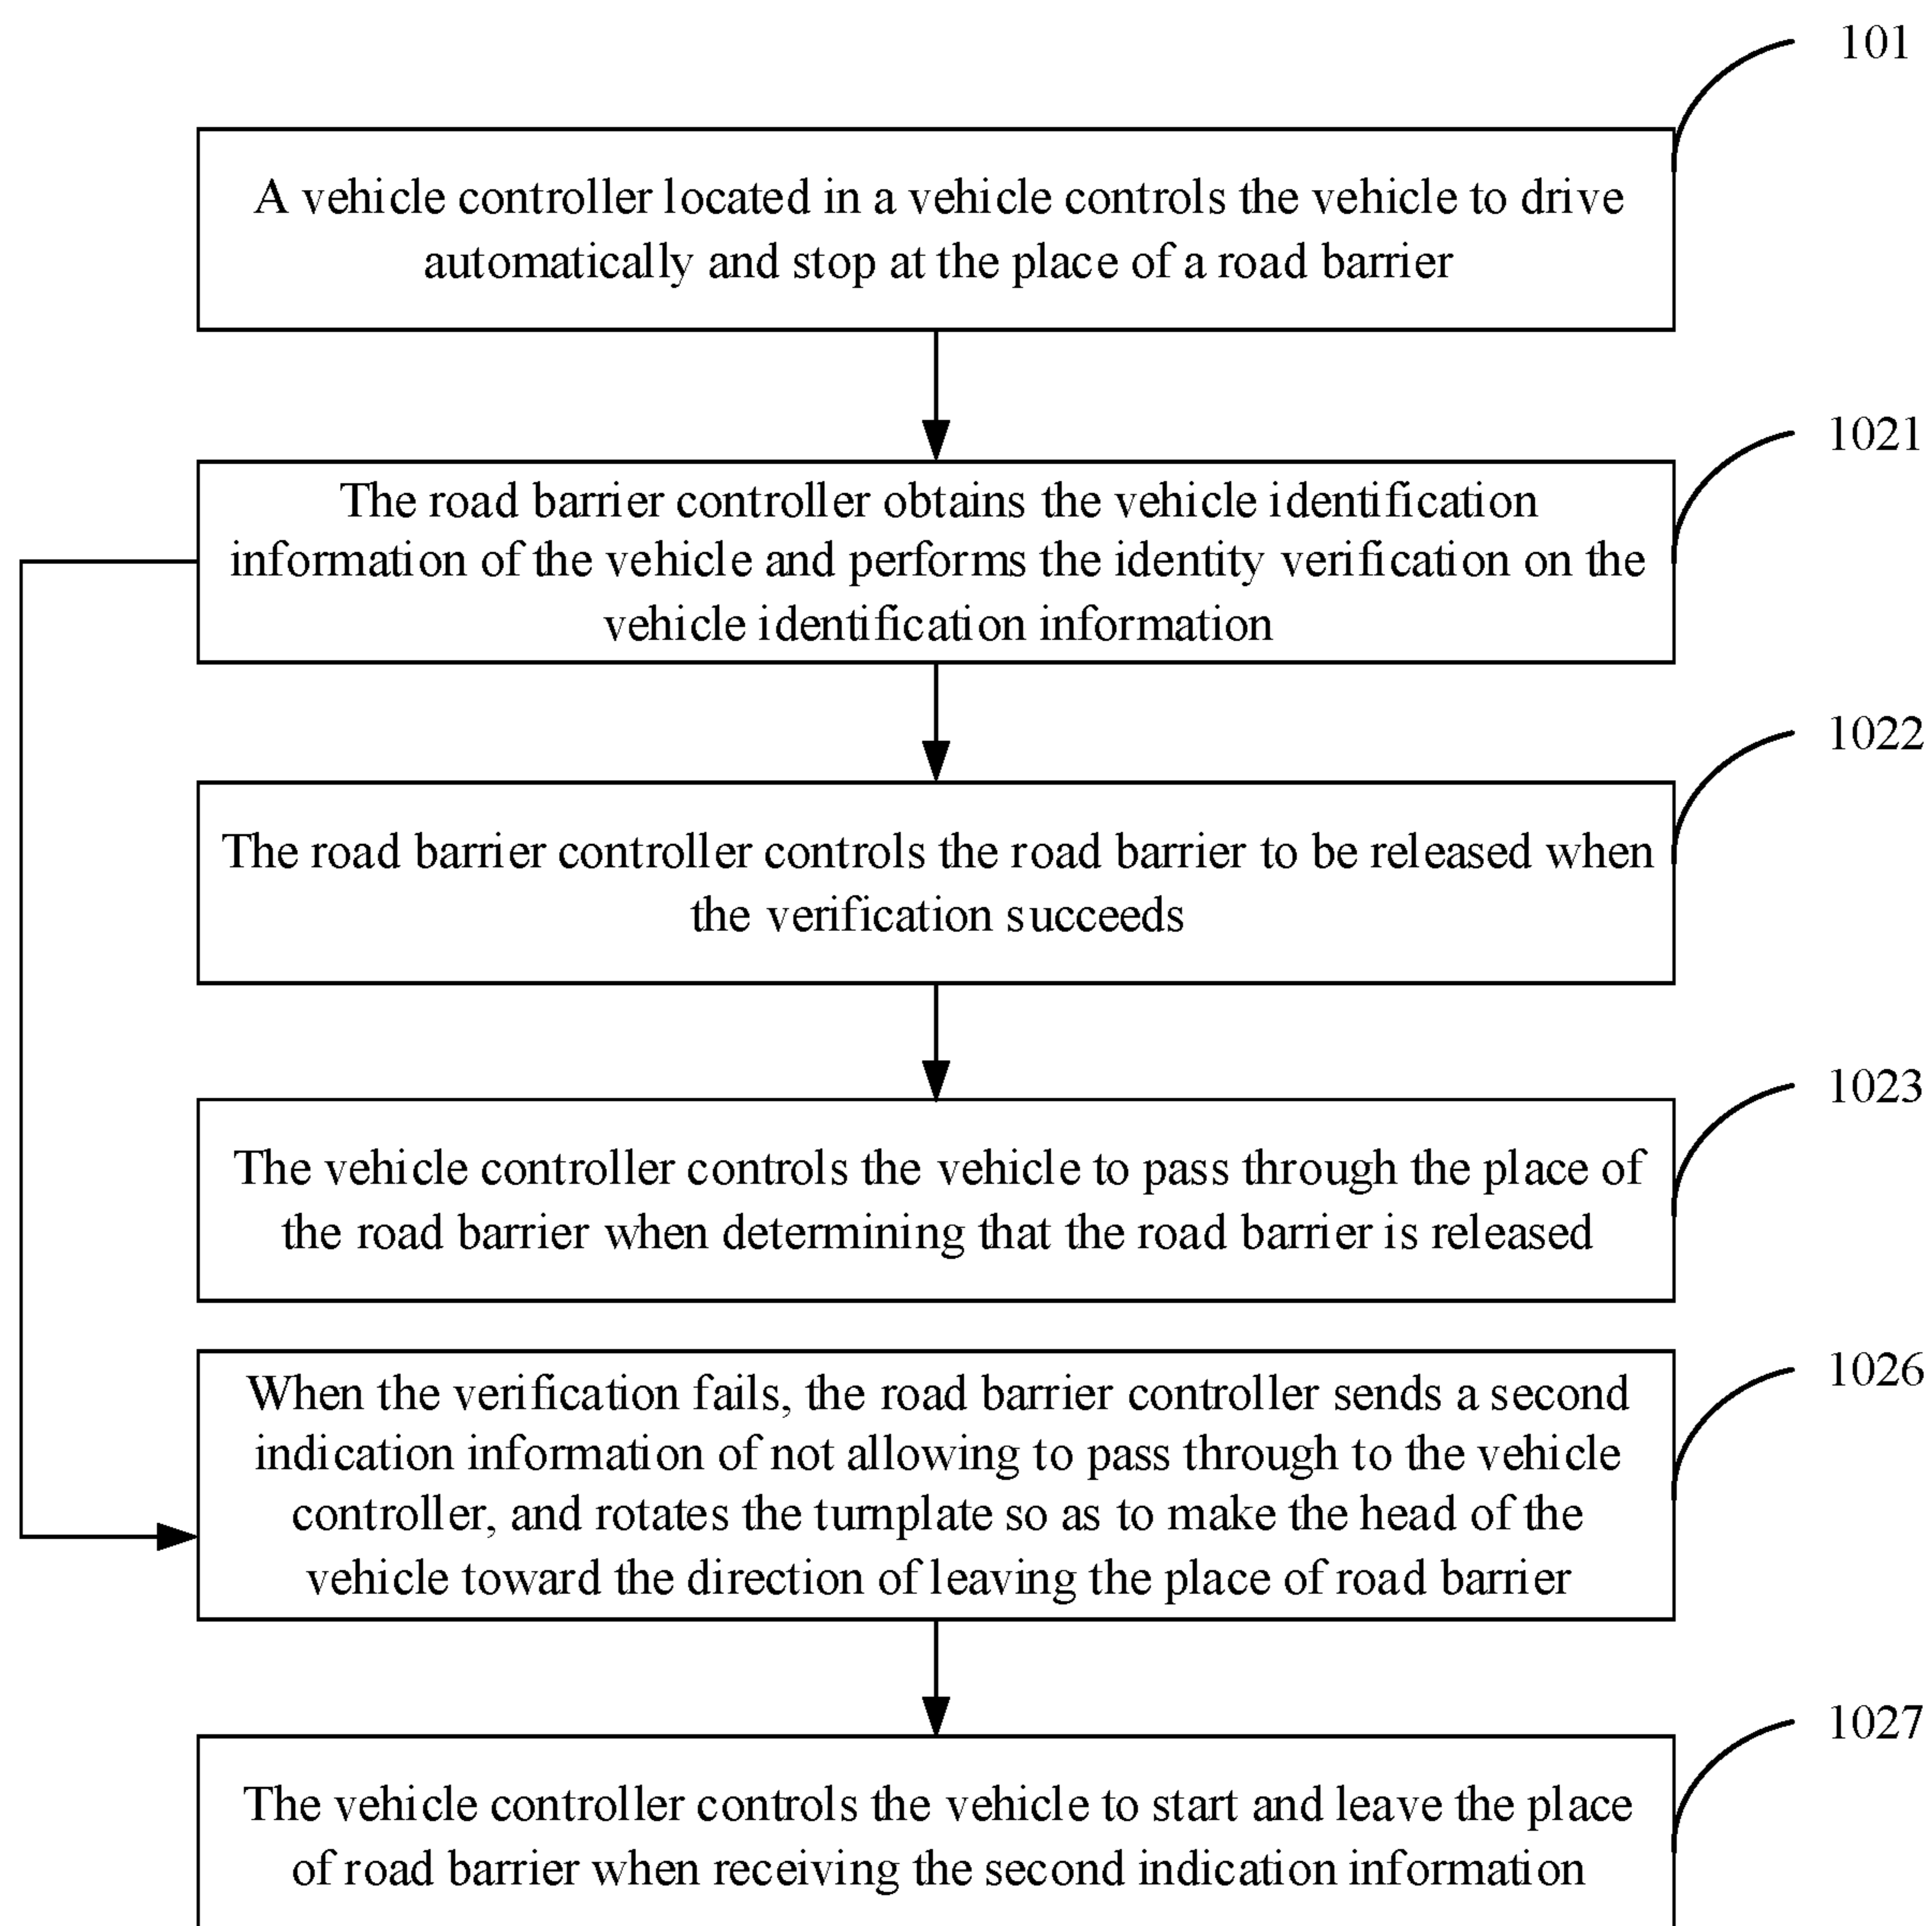 101
A vehicle controller located in a vehicle controls the vehicle to drive
automatically and stop at the place of a road barrier
1021
The road barrier controller obtains the vehicle identification
information of the vehicle and performs the identity verification on the
vehicle identification information
1022
The road barrier controller controls the road barrier to be released when
the verification succeeds
1023
The vehicle controller controls the vehicle to pass through the place of
the road barrier when determining that the road barrier is released
1026
When the verification fails, the road barrier controller sends a second
indication information of not allowing to pass through to the vehicle
controller, and rotates the turnplate so as to make the head of the
vehicle toward the direction of leaving the place of road barrier
1027
The vehicle controller controls the vehicle to start and leave the place
of road barrier when receiving the second indication information